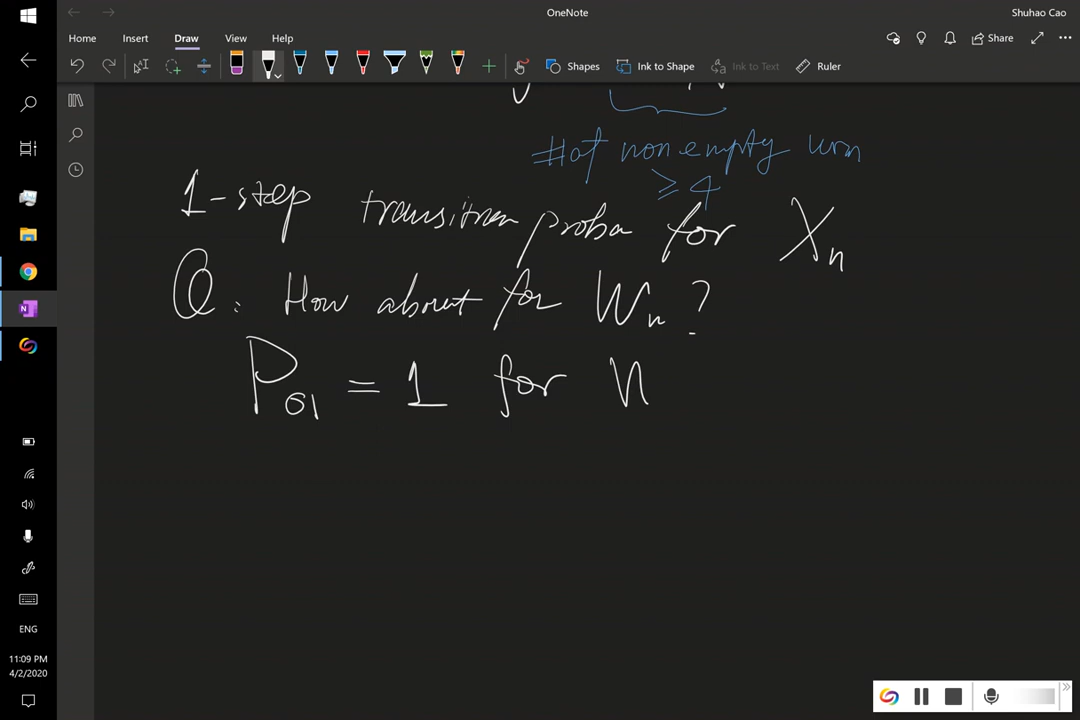 OneNote
Shuhao Cao
Home Insert Draw View Help
Share
Shapes Ink to Shape Ink to Text Ruler
# of non empty urn
≥ 4
1-step transition proba for Xn
Q: How about for Wn?
P01 = 1 for n
ENG
11:09 PM
4/2/2020